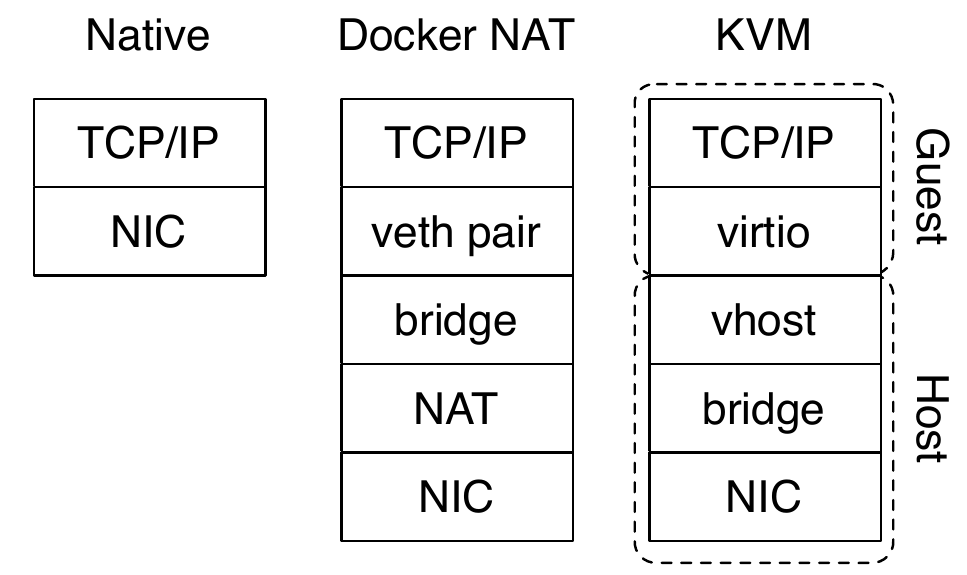 Native
TCP/IP
NIC
Docker NAT
TCP/IP
veth pair
bridge
NAT
NIC
KVM
TCP/IP
virtio
vhost
bridge
NIC
Guest
Host